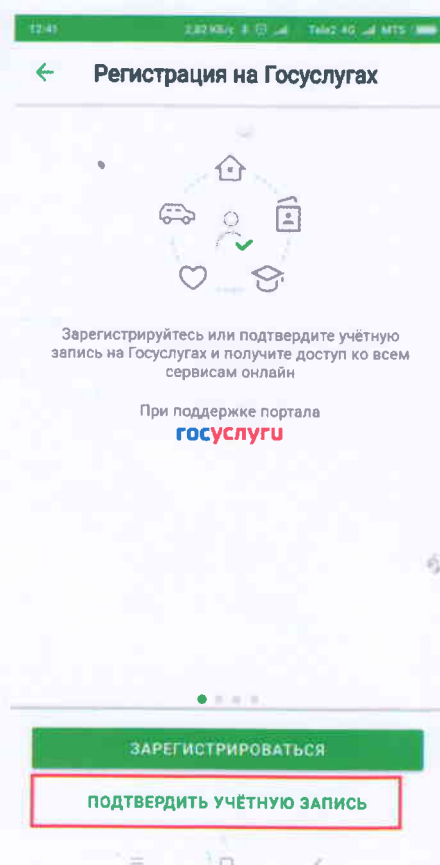 12:41 2,82 КБ/с Tele2 4G MTS
Регистрация на Госуслугах
Зарегистрируйтесь или подтвердите учётную
запись на Госуслугах и получите доступ ко всем
сервисам онлайн
При поддержке портала
госуслуги
ЗАРЕГИСТРИРОВАТЬСЯ
ПОДТВЕРДИТЬ УЧЁТНУЮ ЗАПИСЬ